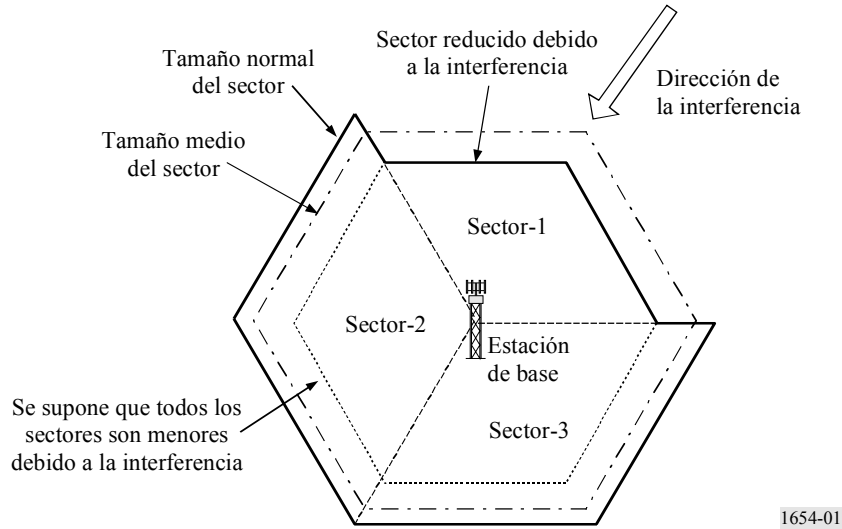 Sector reducido debido
a la interferencia
Tamaño normal
del sector
Dirección de
la interferencia
Tamaño medio
del sector
Sector-1
Sector-2
Estación
de base
Se supone que todos los
sectores son menores
debido a la interferencia
Sector-3
1654-01